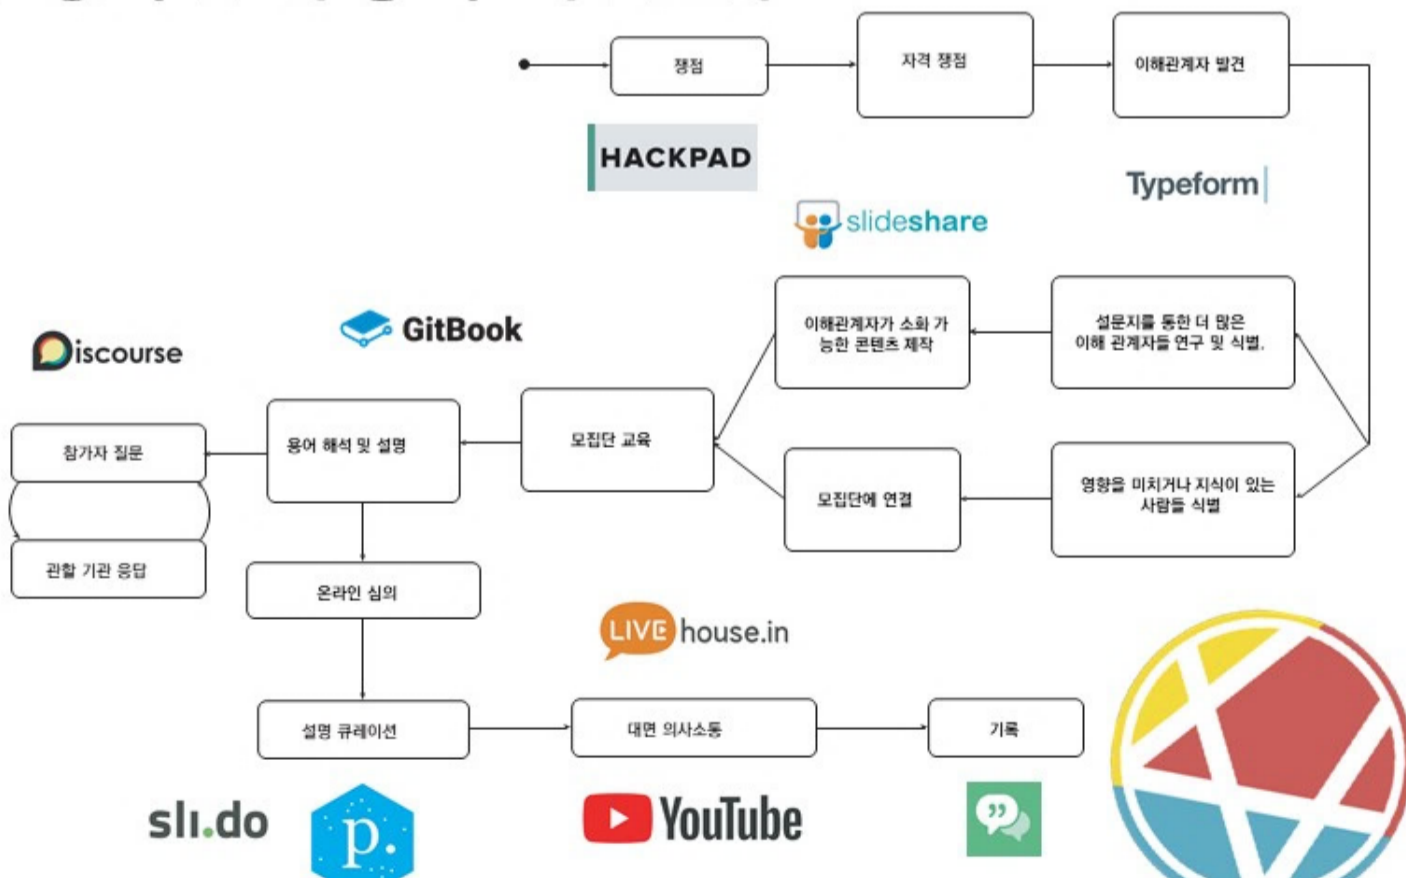 쟁점
자격 쟁점
이해관계자 발견
HACKPAD
Typeform
slideshare
이해관계자가 소화 가
능한 콘텐츠 제작
설문지를 통한 더 많은
이해 관계자들 연구 및 식별.
GitBook
Discourse
참가자 질문
용어 해석 및 설명
모집단 교육
모집단에 연결
영향을 미치거나 지식이 있는
사람들 식별
관할 기관 응답
온라인 심의
LIVE house.in
설명 큐레이션
대면 의사소통
기록
sli.do
p.
YouTube